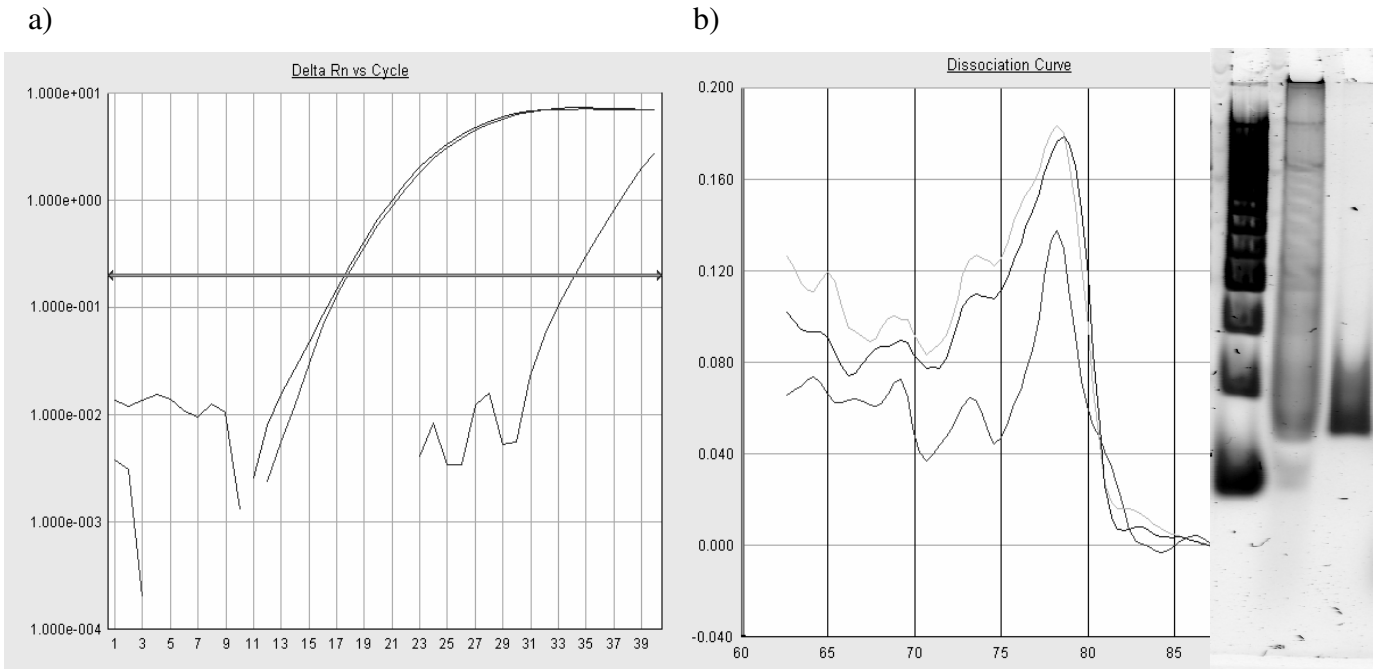 a)
b)
Delta Rn vs Cycle
1.000e+001
1.000e+000
1.000e-001
1.000e-002
1.000e-003
1.000e-004
1 3 5 7 9 11 13 15 17 19 21 23 25 27 29 31 33 35 37 39
Dissociation Curve
0.200
0.160
0.120
0.080
0.040
0.000
-0.040
60 65 70 75 80 85